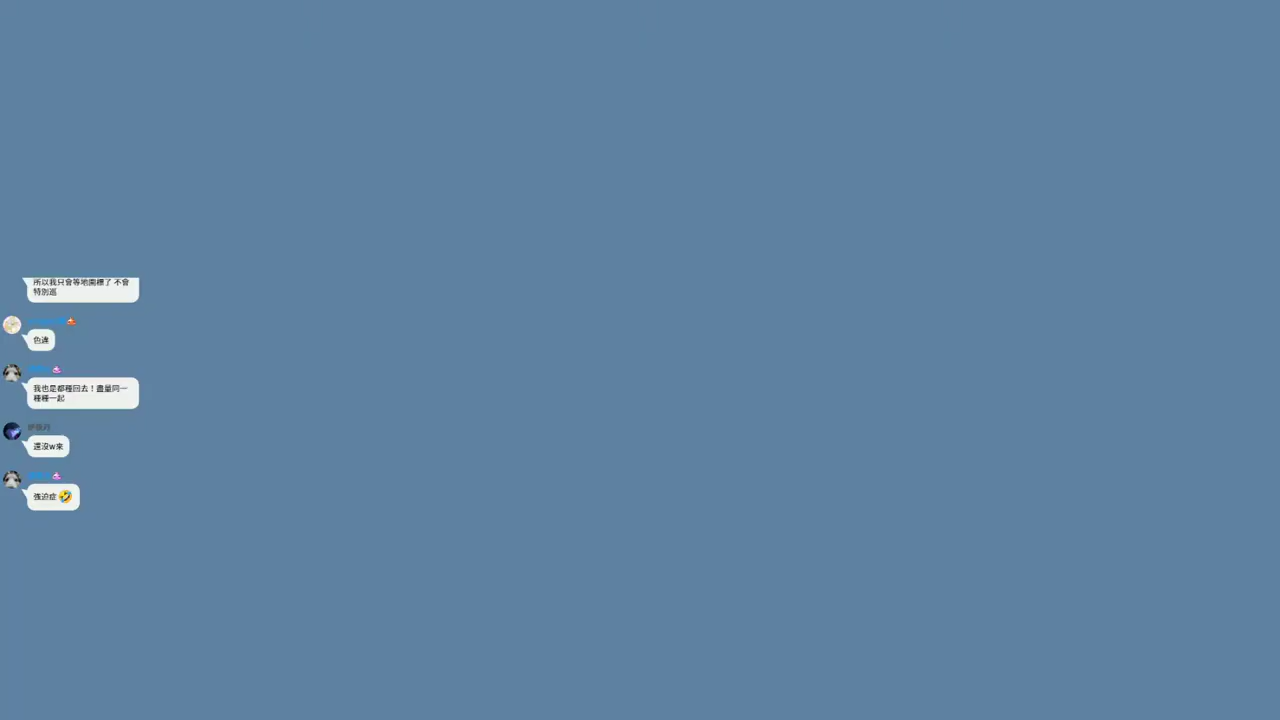 所以我只會等地圖標了 不會
特別巡
色違
我也是都種回去！盡量同一
種種一起
還沒w來
強迫症🤣